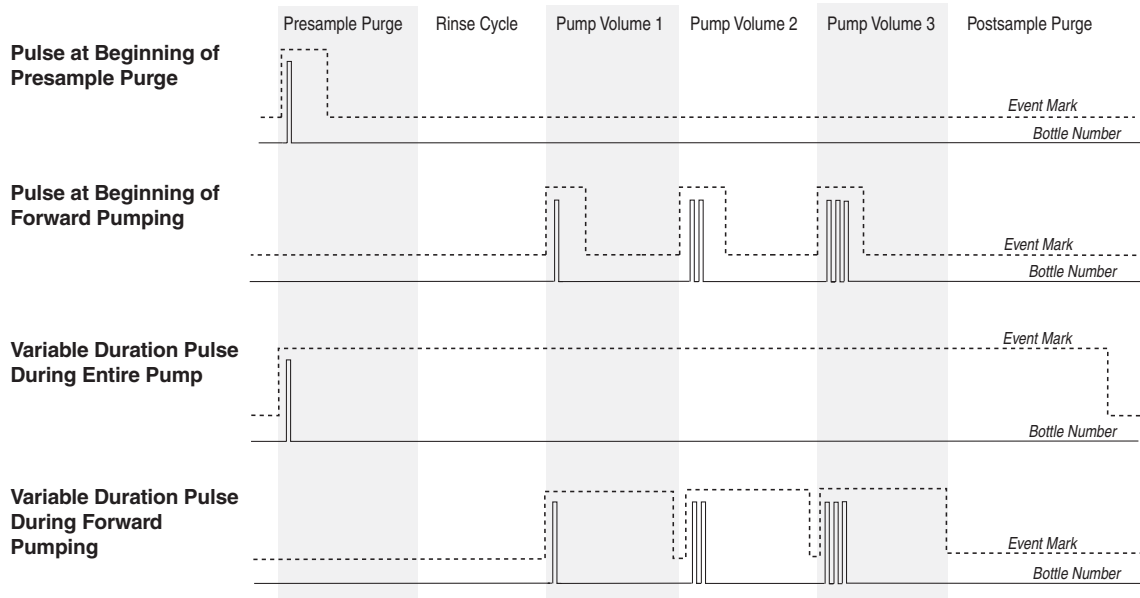 Presample Purge Rinse Cycle Pump Volume 1 Pump Volume 2 Pump Volume 3 Postsample Purge
Pulse at Beginning of
Presample Purge
Event Mark
Bottle Number
Pulse at Beginning of
Forward Pumping
Event Mark
Bottle Number
Variable Duration Pulse
During Entire Pump
Event Mark
Bottle Number
Variable Duration Pulse
During Forward
Pumping
Event Mark
Bottle Number